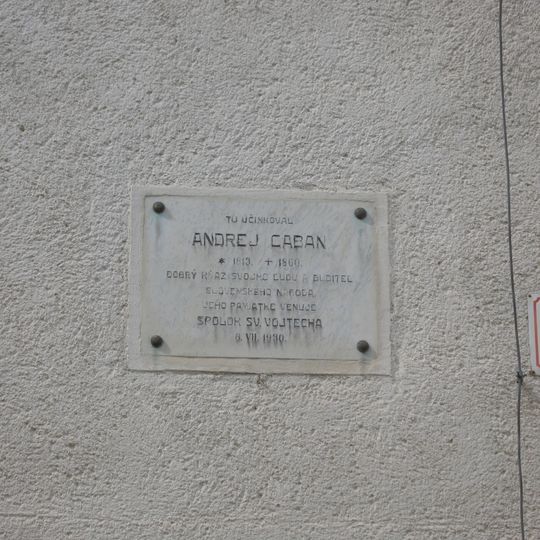 TU ÚČINKOVAL
ANDREJ CABAN
* 1813. + 1860.
DOBRÝ KŇAZ SVOJHO ĽUDU A BUDITEL
SLOVENSKÉHO NÁRODA.
JEHO PAMIATKE VENUJE
SPOLOK SV. VOJTECHA
6. VII. 1930.